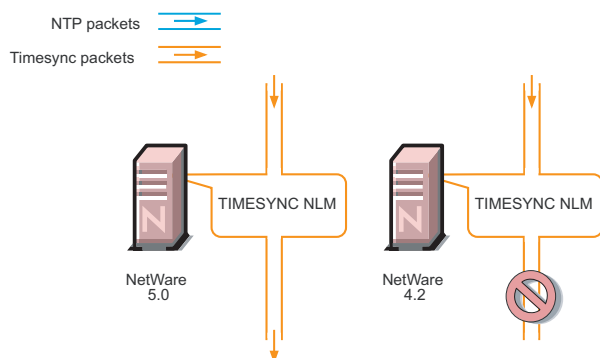 NTP packets
Timesync packets
TIMESYNC NLM
TIMESYNC NLM
N
N
NetWare
5.0
NetWare
4.2